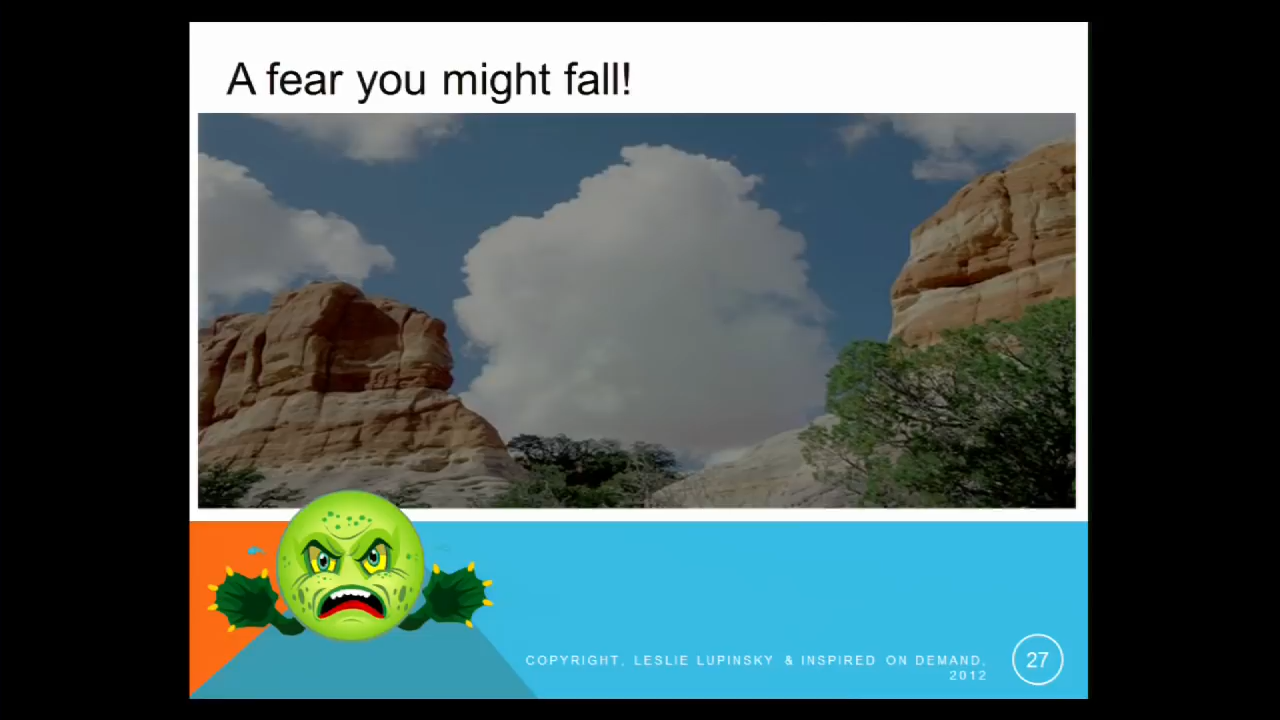 A fear you might fall!
COPYRIGHT, LESLIE LUPINSKY & INSPIRED ON DEMAND,
2012
27